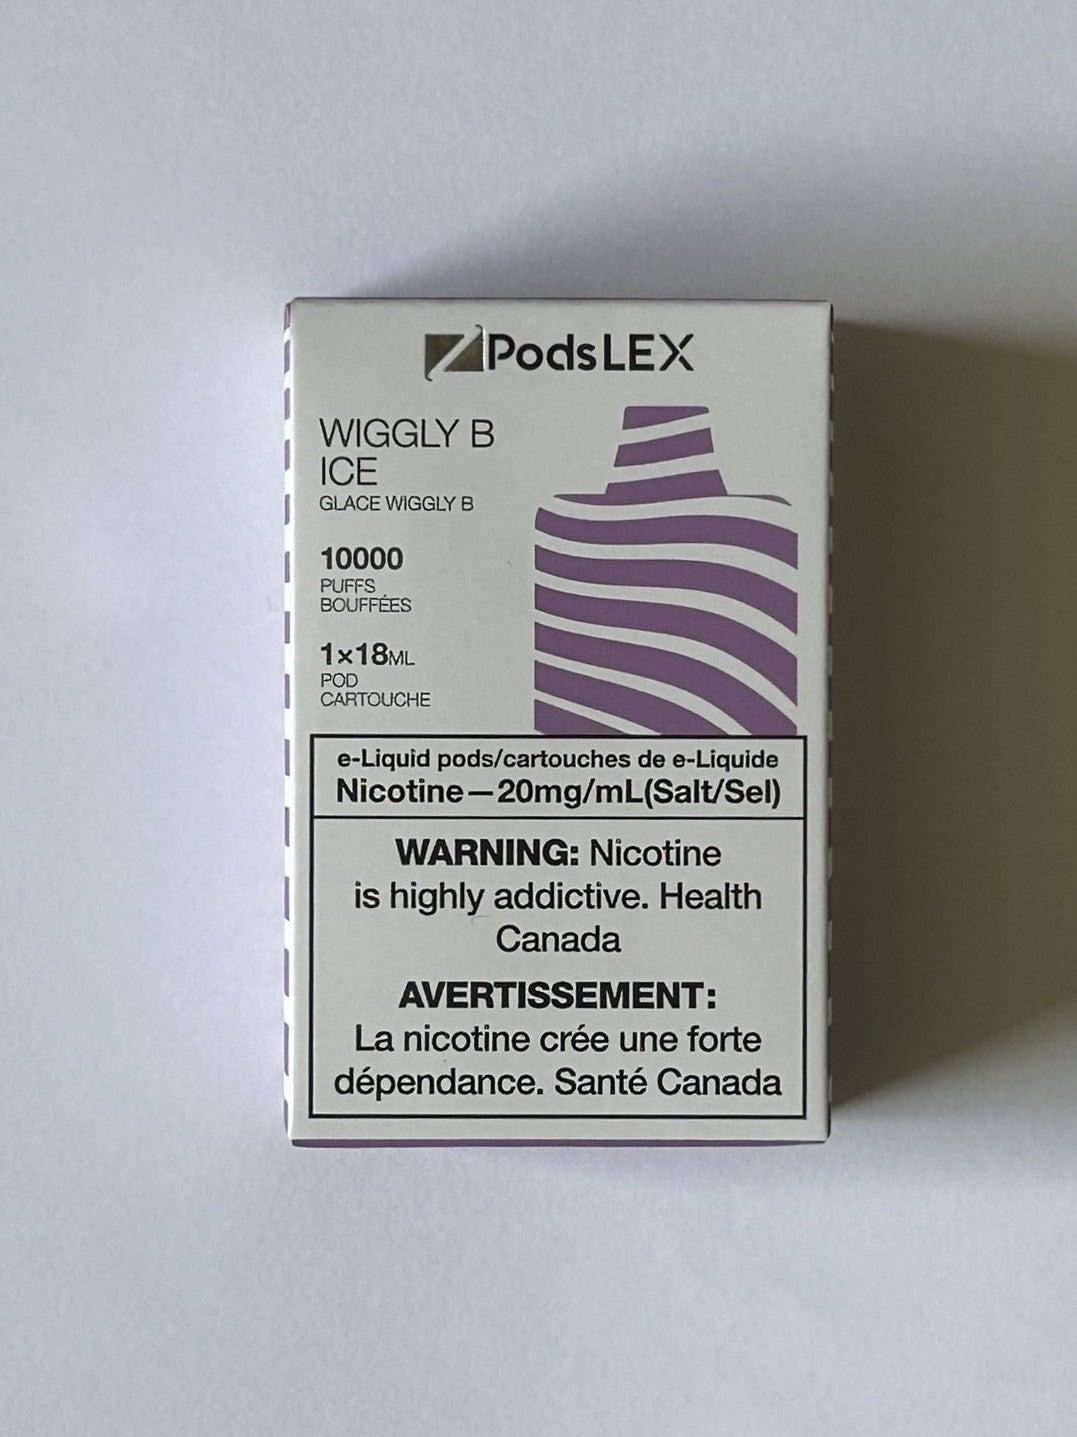 ZPodsLEX
WIGGLY B
ICE
GLACE WIGGLY B
10000
PUFFS
BOUFFÉES
1×18ML
POD
CARTOUCHE
e-Liquid pods/cartouches de e-Liquide
Nicotine—20mg/mL(Salt/Sel)
WARNING: Nicotine
is highly addictive. Health
Canada
AVERTISSEMENT:
La nicotine crée une forte
dépendance. Santé Canada